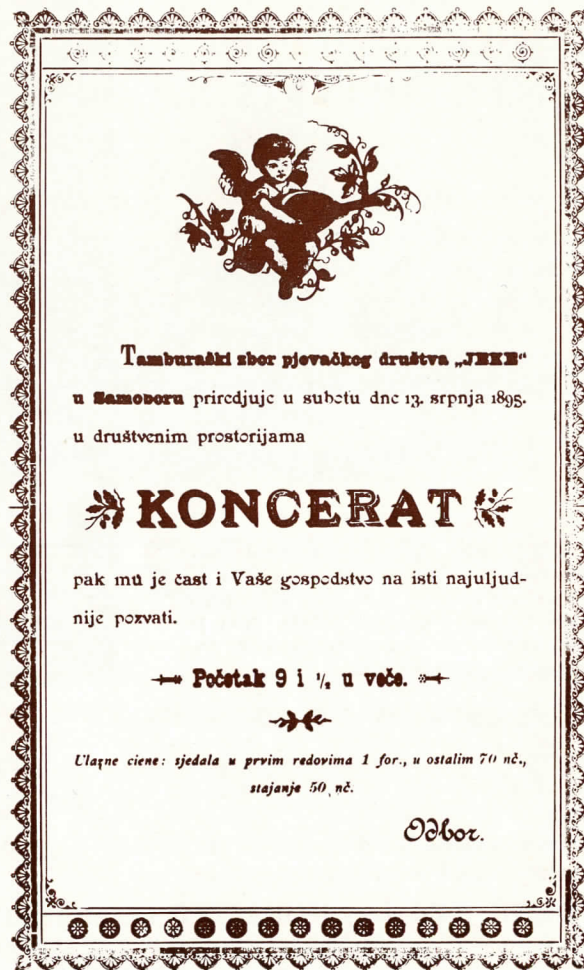 Tamburaški zbor pjevačkog društva „JEKE“
u Samoboru priredjuje u subotu dne 13. srpnja 1895.
u društvenim prostorijama
KONCERAT
pak mu je čast i Vaše gospodstvo na isti najuljud-
nije pozvati.
Početak 9 i ½ u veče.
Ulazne ciene: sjedala u prvim redovima 1 for., u ostalim 70 nč.,
stajanje 50 nč.
Odbor.